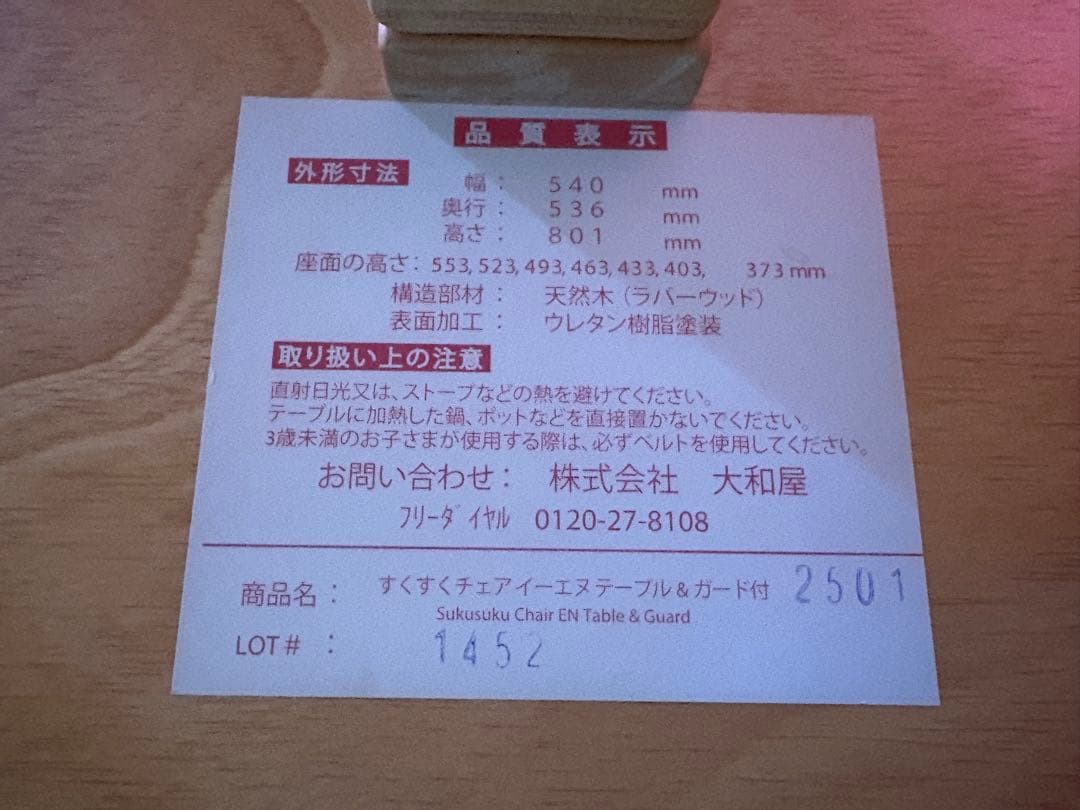 品質表示
外形寸法
幅： 540 mm
奥行： 536 mm
高さ： 801 mm
座面の高さ： 553, 523, 493, 463, 433, 403, 373 mm
構造部材： 天然木（ラバーウッド）
表面加工： ウレタン樹脂塗装
取り扱い上の注意
直射日光又は、ストーブなどの熱を避けてください。
テーブルに加熱した鍋、ポットなどを直接置かないでください。
3歳未満のお子さまが使用する際は、必ずベルトを使用してください。
お問い合わせ： 株式会社 大和屋
ﾌﾘｰﾀﾞｲﾔﾙ 0120-27-8108
商品名： すくすくチェアイーエヌテーブル＆ガード付 2501
Sukusuku Chair EN Table & Guard
LOT#： 1452